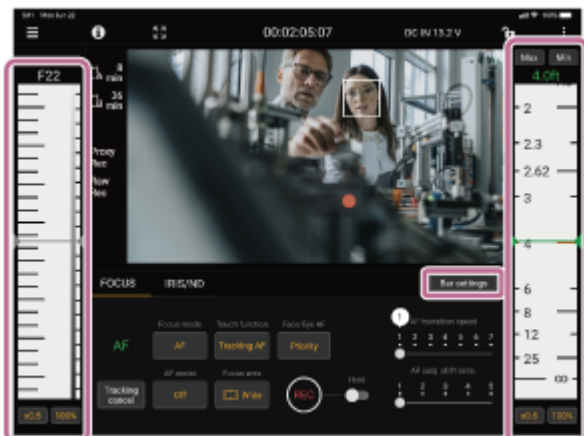 00:02:05:07
DC IN 13.2 V
F22
8
min
36
min
Proxy
Rec
Raw
Rec
Max
Min
4.0ft
2
2.3
2.62
3
4
6
8
12
25
∞
FOCUS
IRIS/ND
Bar settings
Focus mode
Touch function
Face/Eye AF
AF transition speed
AF
AF
Tracking AF
Priority
1
1 2 3 4 5 6 7
AF assist
Focus area
Hold
AF subj. shift sens.
Tracking
cancel
Off
Wide
REC
1 2 3 4 5
x0.5
100%
x0.5
100%